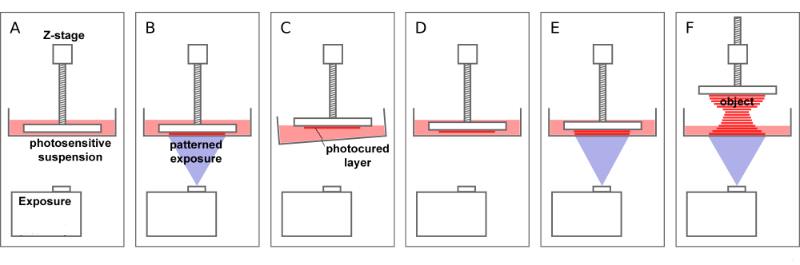 A
Z-stage
photosensitive
suspension
Exposure
B
patterned
exposure
C
photocured
layer
D
E
F
object